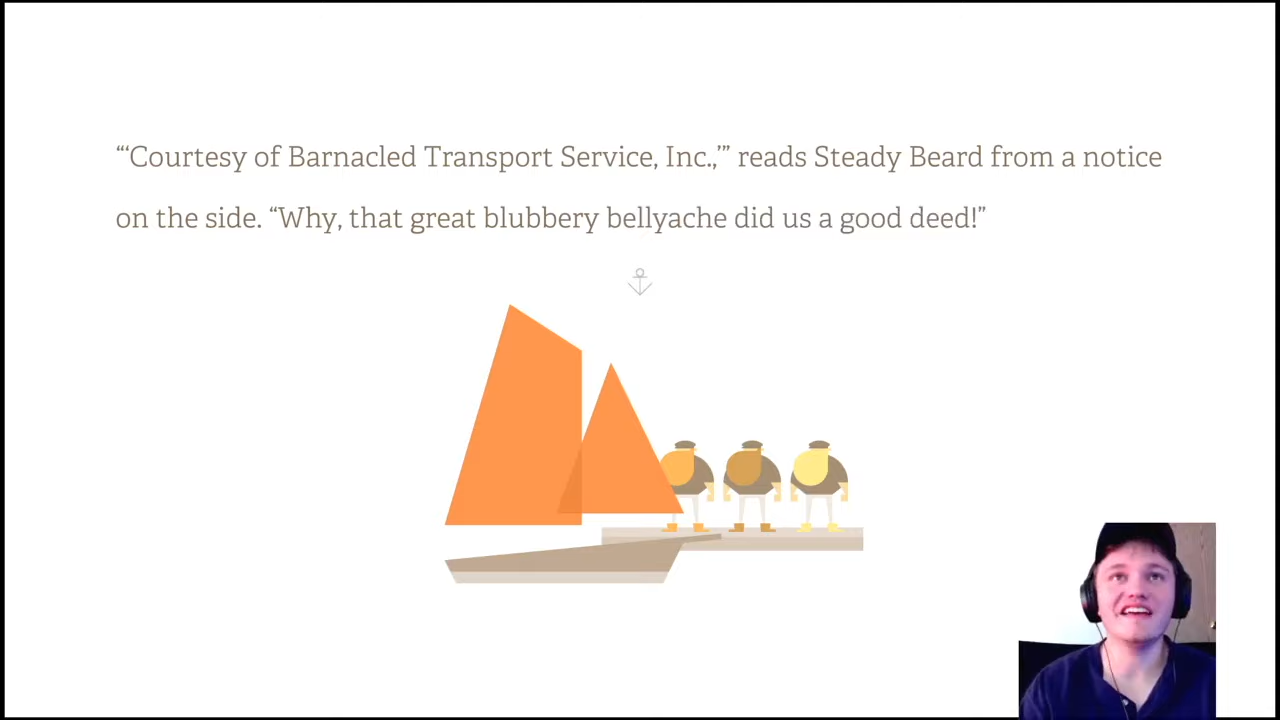 “‘Courtesy of Barnacled Transport Service, Inc.,’” reads Steady Beard from a notice
on the side. “Why, that great blubbery bellyache did us a good deed!”